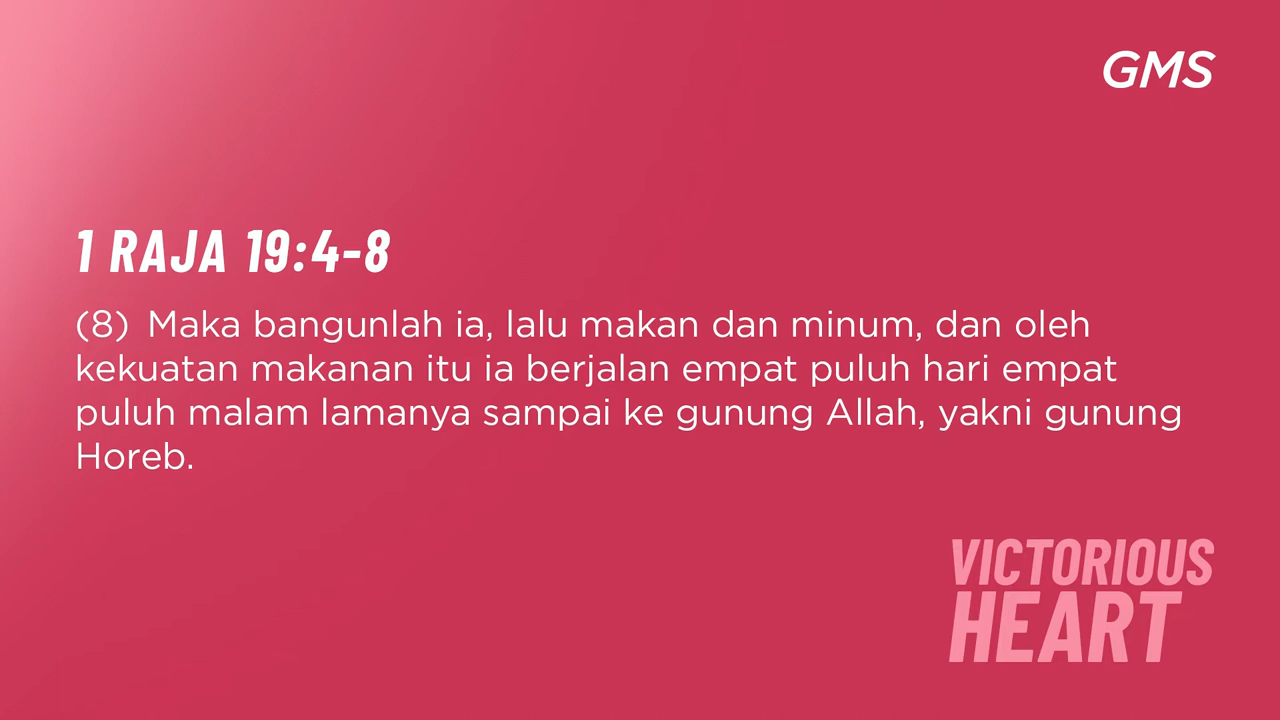 GMS
1 RAJA 19:4-8
(8) Maka bangunlah ia, lalu makan dan minum, dan oleh
kekuatan makanan itu ia berjalan empat puluh hari empat
puluh malam lamanya sampai ke gunung Allah, yakni gunung
Horeb.
VICTORIOUS
HEART